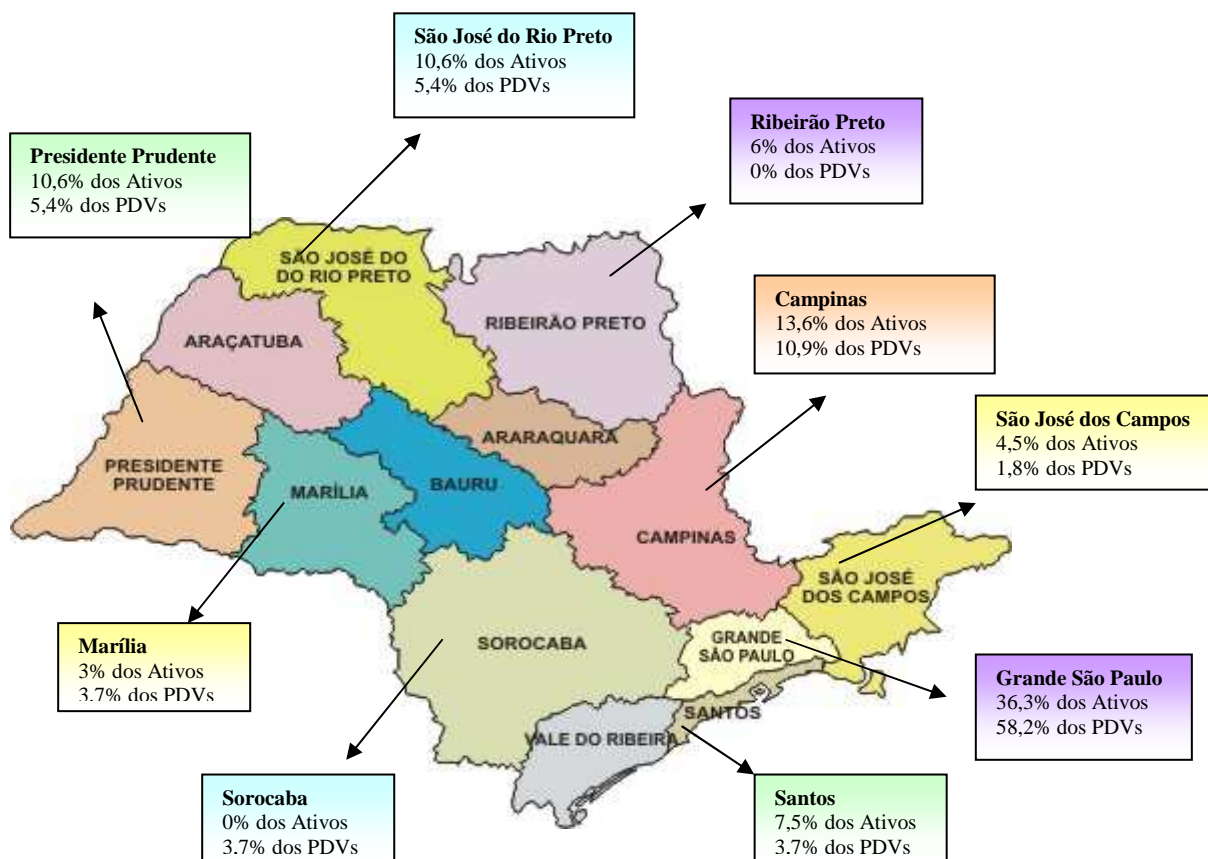 São José do Rio Preto
10,6% dos Ativos
5,4% dos PDVs
Ribeirão Preto
6% dos Ativos
0% dos PDVs
Presidente Prudente
10,6% dos Ativos
5,4% dos PDVs
SÃO JOSÉ DO
DO RIO PRETO
RIBEIRÃO PRETO
ARAÇATUBA
Campinas
13,6% dos Ativos
10,9% dos PDVs
São José dos Campos
4,5% dos Ativos
1,8% dos PDVs
ARARAQUARA
PRESIDENTE
PRUDENTE
MARÍLIA
BAURU
CAMPINAS
SÃO JOSÉ
DOS CAMPOS
SOROCABA
GRANDE
SÃO PAULO
Marília
3% dos Ativos
3,7% dos PDVs
Grande São Paulo
36,3% dos Ativos
58,2% dos PDVs
SANTOS
VALE DO RIBEIRA
Sorocaba
0% dos Ativos
3,7% dos PDVs
Santos
7,5% dos Ativos
3,7% dos PDVs